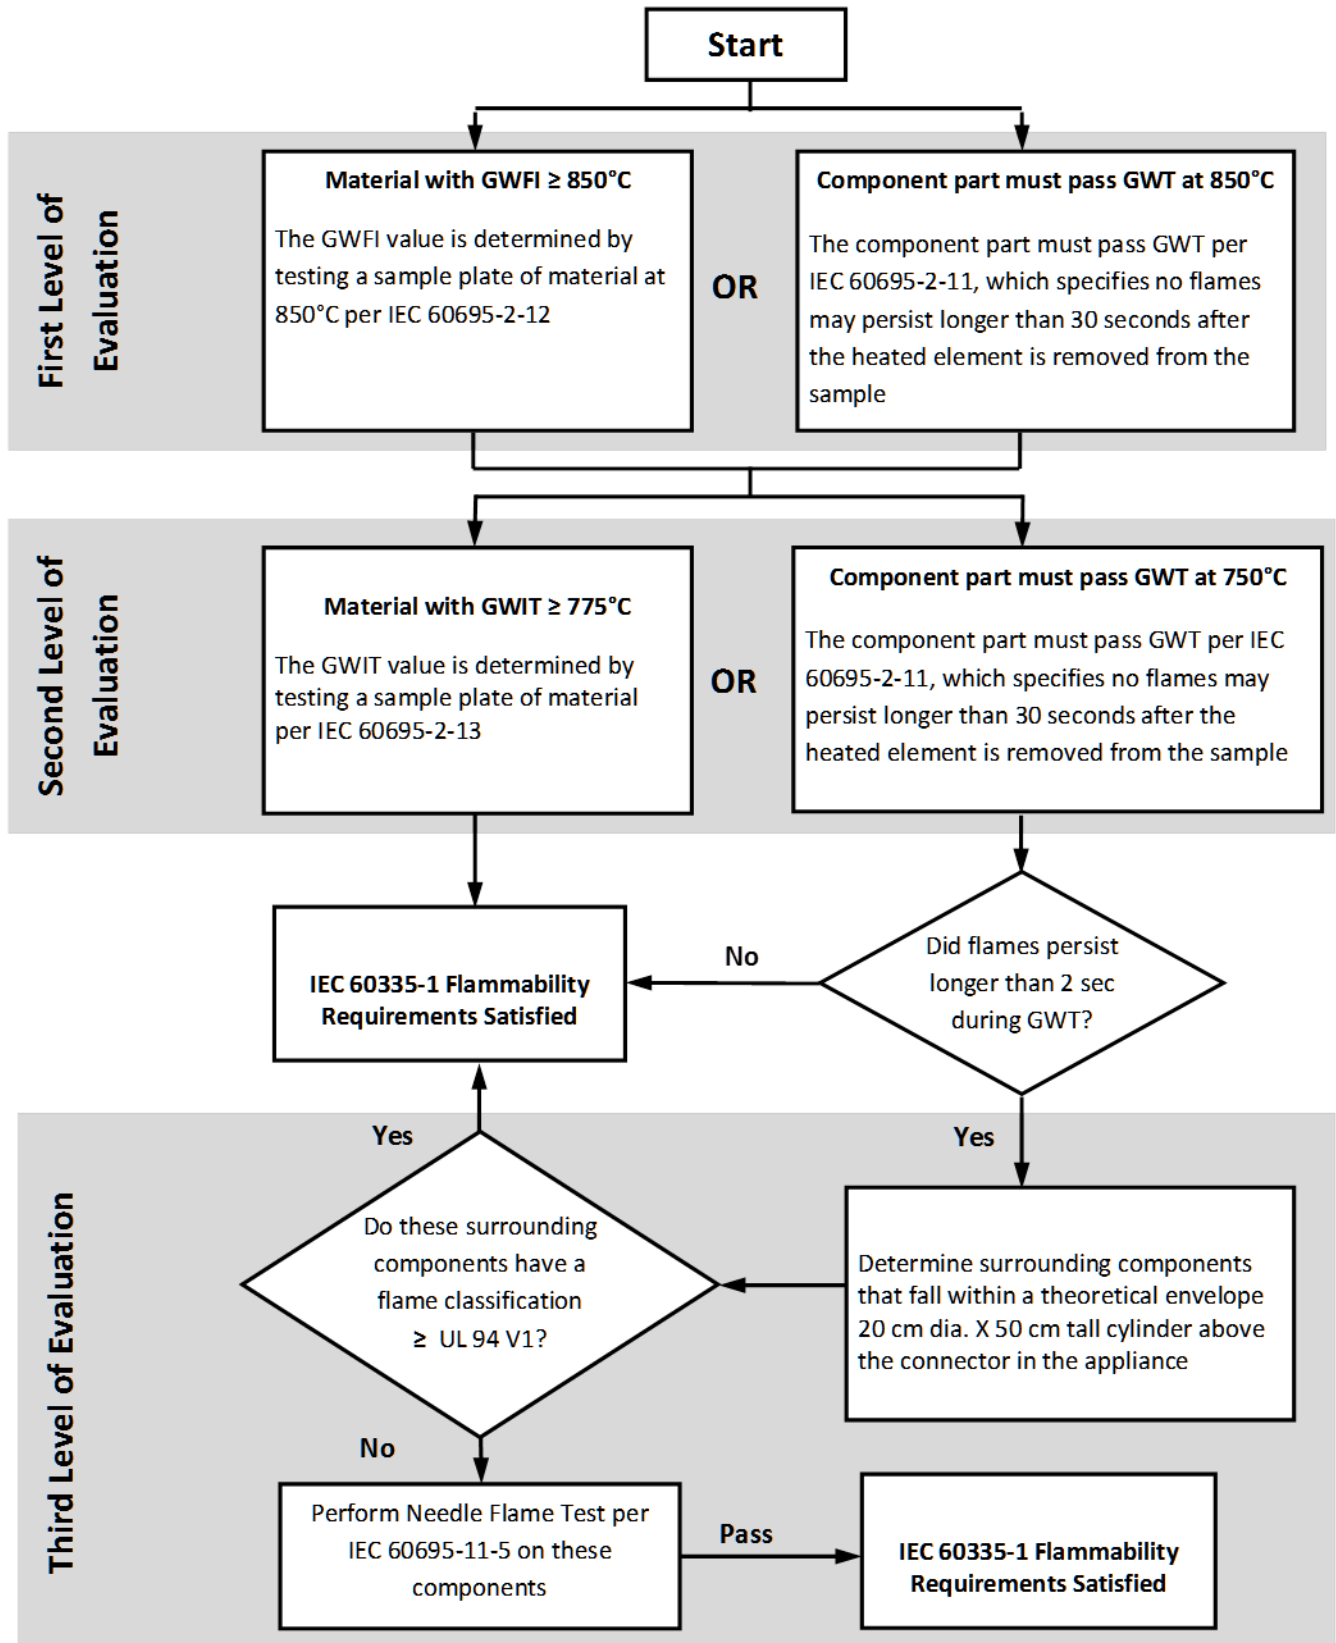 Start
First Level of
Evaluation
Material with GWFI ≥ 850°C
The GWFI value is determined by
testing a sample plate of material at
850°C per IEC 60695-2-12
OR
Component part must pass GWT at 850°C
The component part must pass GWT per
IEC 60695-2-11, which specifies no flames
may persist longer than 30 seconds after
the heated element is removed from the
sample
Second Level of
Evaluation
Material with GWIT ≥ 775°C
The GWIT value is determined by
testing a sample plate of material
per IEC 60695-2-13
OR
Component part must pass GWT at 750°C
The component part must pass GWT per IEC
60695-2-11, which specifies no flames may
persist longer than 30 seconds after the
heated element is removed from the sample
IEC 60335-1 Flammability
Requirements Satisfied
No
Did flames persist
longer than 2 sec
during GWT?
Third Level of Evaluation
Yes
Yes
Do these surrounding
components have a
flame classification
≥ UL 94 V1?
Determine surrounding components
that fall within a theoretical envelope
20 cm dia. X 50 cm tall cylinder above
the connector in the appliance
No
Perform Needle Flame Test per
IEC 60695-11-5 on these
components
Pass
IEC 60335-1 Flammability
Requirements Satisfied